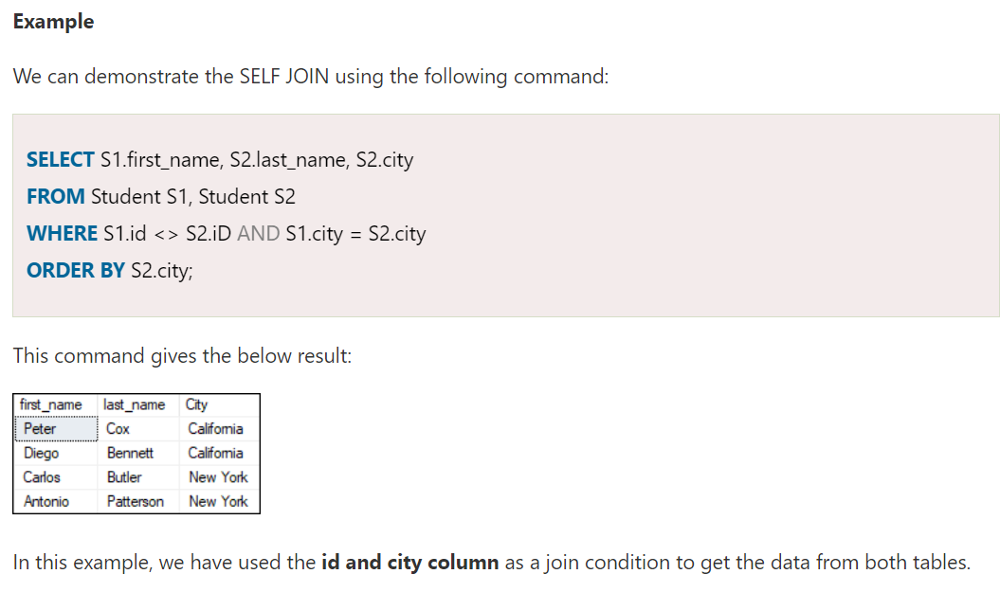 Example
We can demonstrate the SELF JOIN using the following command:
SELECT S1.first_name, S2.last_name, S2.city
FROM Student S1, Student S2
WHERE S1.id <> S2.iD AND S1.city = S2.city
ORDER BY S2.city;
This command gives the below result:
first_name last_name City
Peter Cox California
Diego Bennett California
Carlos Butler New York
Antonio Patterson New York
In this example, we have used the id and city column as a join condition to get the data from both tables.